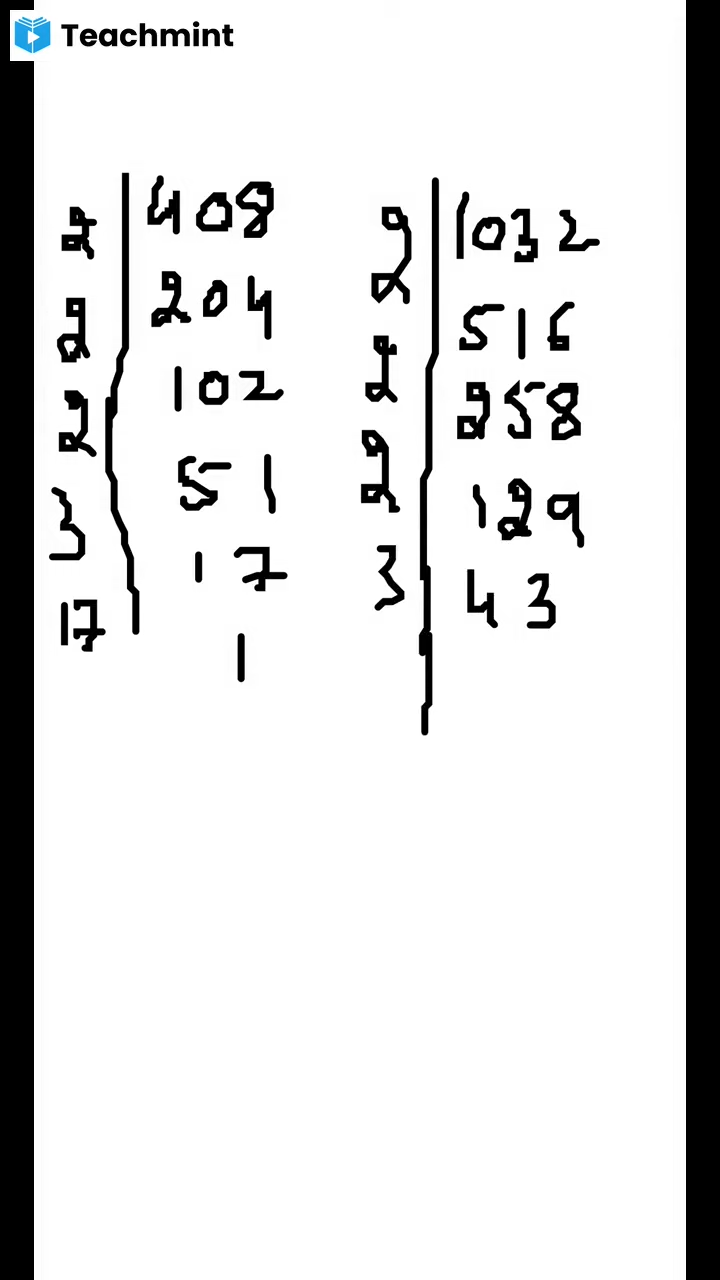 Teachmint
2 | 408
2 | 204
2 | 102
3 | 51
17 | 17
1
2 | 1032
2 | 516
2 | 258
3 | 129
43